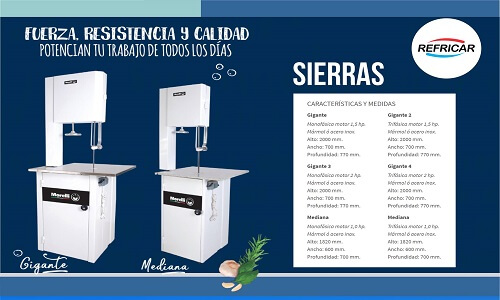 FUERZA, RESISTENCIA Y CALIDAD
POTENCIAN TU TRABAJO DE TODOS LOS DÍAS
REFRICAR
SIERRAS
CARACTERÍSTICAS Y MEDIDAS
Gigante
Monofásica motor 1,5 hp.
Mármol ó acero inox.
Alto: 2000 mm.
Ancho: 700 mm.
Profundidad: 770 mm.
Gigante 2
Trifásica motor 1,5 hp.
Mármol ó acero inox.
Alto: 2000 mm.
Ancho: 700 mm.
Profundidad: 770 mm.
Gigante 3
Monofásica motor 2 hp.
Mármol ó acero inox.
Alto: 2000 mm.
Ancho: 700 mm.
Profundidad: 770 mm.
Gigante 4
Trifásica motor 2 hp.
Mármol ó acero inox.
Alto: 2000 mm.
Ancho: 700 mm.
Profundidad: 770 mm.
Mediana
Monofásica motor 1,0 hp.
Mármol ó acero inox.
Alto: 1820 mm.
Ancho: 600 mm.
Profundidad: 700 mm.
Mediana
Trifásica motor 1,0 hp.
Mármol ó acero inox.
Alto: 1820 mm.
Ancho: 600 mm.
Profundidad: 700 mm.
Morelli
Morelli
Morelli
Morelli
Gigante
Mediana